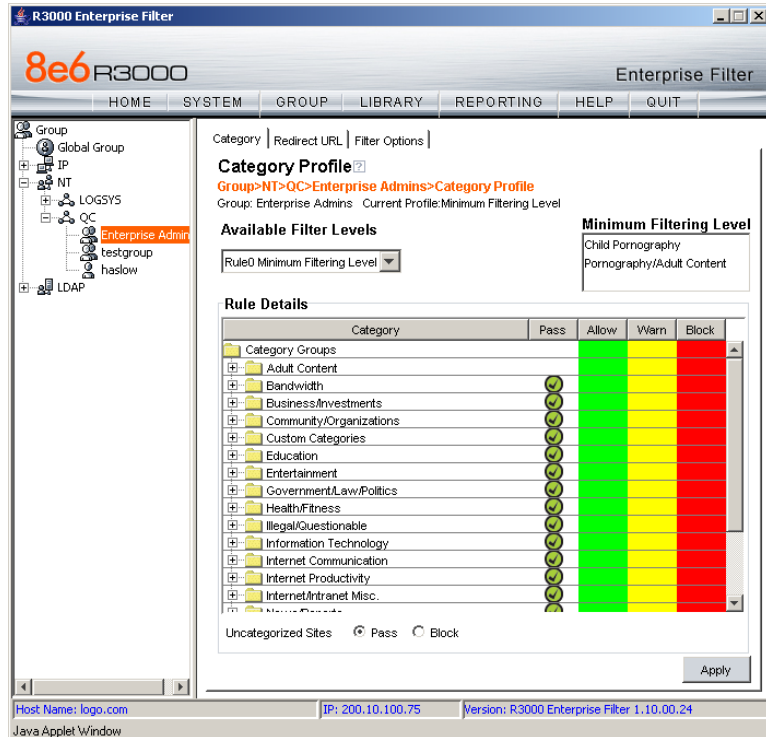 R3000 Enterprise Filter
8e6 R3000
Enterprise Filter
HOME SYSTEM GROUP LIBRARY REPORTING HELP QUIT
Group
Global Group
IP
NT
LOGSYS
QC
Enterprise Admin
testgroup
haslow
LDAP
Category Redirect URL Filter Options
Category Profile ?
Group>NT>QC>Enterprise Admins>Category Profile
Group: Enterprise Admins Current Profile:Minimum Filtering Level
Available Filter Levels
Rule0 Minimum Filtering Level
Minimum Filtering Level
Child Pornography
Pornography/Adult Content
Rule Details
Category Pass Allow Warn Block
Category Groups
Adult Content
Bandwidth
Business/Investments
Community/Organizations
Custom Categories
Education
Entertainment
Government/Law/Politics
Health/Fitness
Illegal/Questionable
Information Technology
Internet Communication
Internet Productivity
Internet/Intranet Misc.
Uncategorized Sites Pass Block
Apply
Host Name: logo.com IP: 200.10.100.75 Version: R3000 Enterprise Filter 1.10.00.24
Java Applet Window